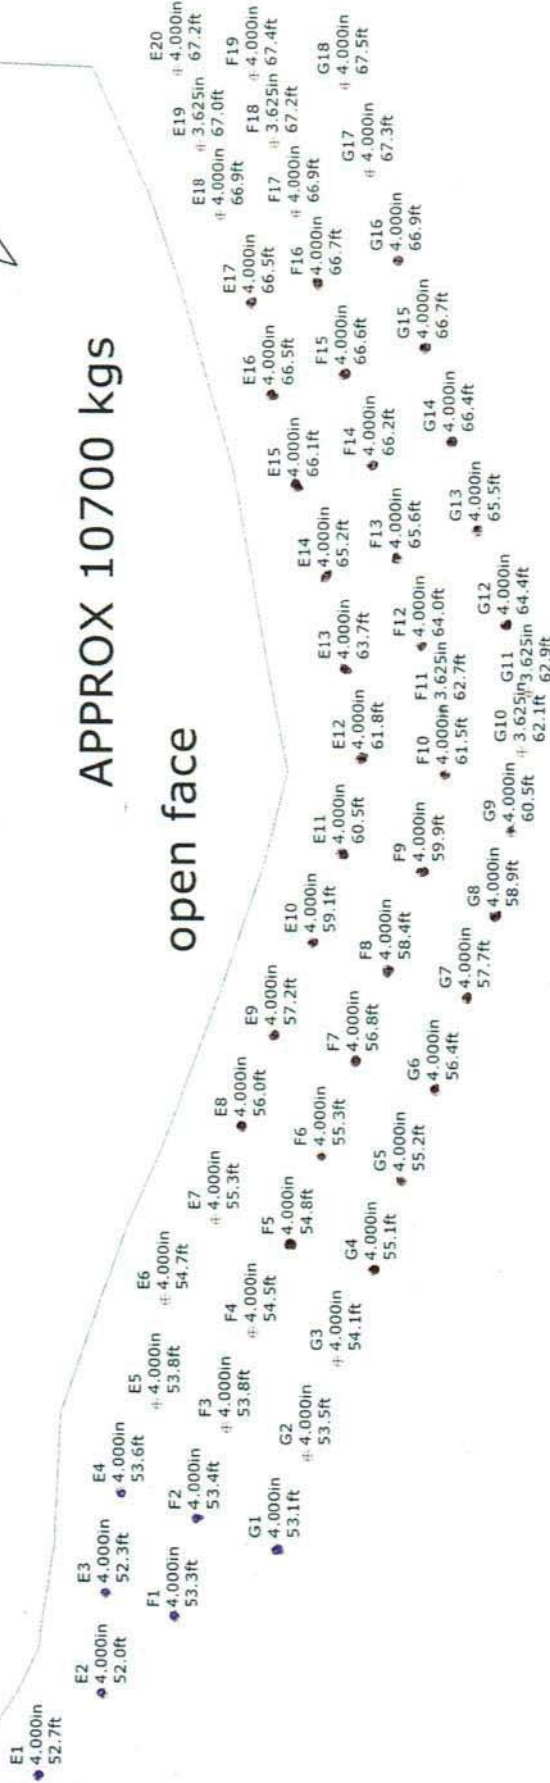 APPROX 10700 kgs
open face
E1
4.000in
52.7ft
E2
4.000in
52.0ft
E3
4.000in
52.3ft
E4
4.000in
53.6ft
E5
4.000in
53.8ft
E6
4.000in
54.7ft
E7
4.000in
55.3ft
E8
4.000in
56.0ft
E9
4.000in
57.2ft
E10
4.000in
59.1ft
E11
4.000in
60.5ft
E12
4.000in
61.8ft
E13
4.000in
63.7ft
E14
4.000in
65.2ft
E15
4.000in
66.1ft
E16
4.000in
66.5ft
E17
4.000in
66.5ft
E18
4.000in
66.9ft
E19
3.625in
67.0ft
E20
4.000in
67.2ft
F1
4.000in
53.3ft
F2
4.000in
53.4ft
F3
4.000in
53.8ft
F4
4.000in
54.5ft
F5
4.000in
54.8ft
F6
4.000in
55.3ft
F7
4.000in
56.8ft
F8
4.000in
58.4ft
F9
4.000in
59.9ft
F10
4.000in
61.5ft
F11
3.625in
62.7ft
F12
4.000in
64.0ft
F13
4.000in
65.6ft
F14
4.000in
66.2ft
F15
4.000in
66.6ft
F16
4.000in
66.7ft
F17
4.000in
66.9ft
F18
3.625in
67.2ft
F19
4.000in
67.4ft
G1
4.000in
53.1ft
G2
4.000in
53.5ft
G3
4.000in
54.1ft
G4
4.000in
55.1ft
G5
4.000in
55.2ft
G6
4.000in
56.4ft
G7
4.000in
57.7ft
G8
4.000in
58.9ft
G9
4.000in
60.5ft
G10
3.625in
62.1ft
G11
3.625in
62.9ft
G12
4.000in
64.4ft
G13
4.000in
65.5ft
G14
4.000in
66.4ft
G15
4.000in
66.7ft
G16
4.000in
66.9ft
G17
4.000in
67.3ft
G18
4.000in
67.5ft